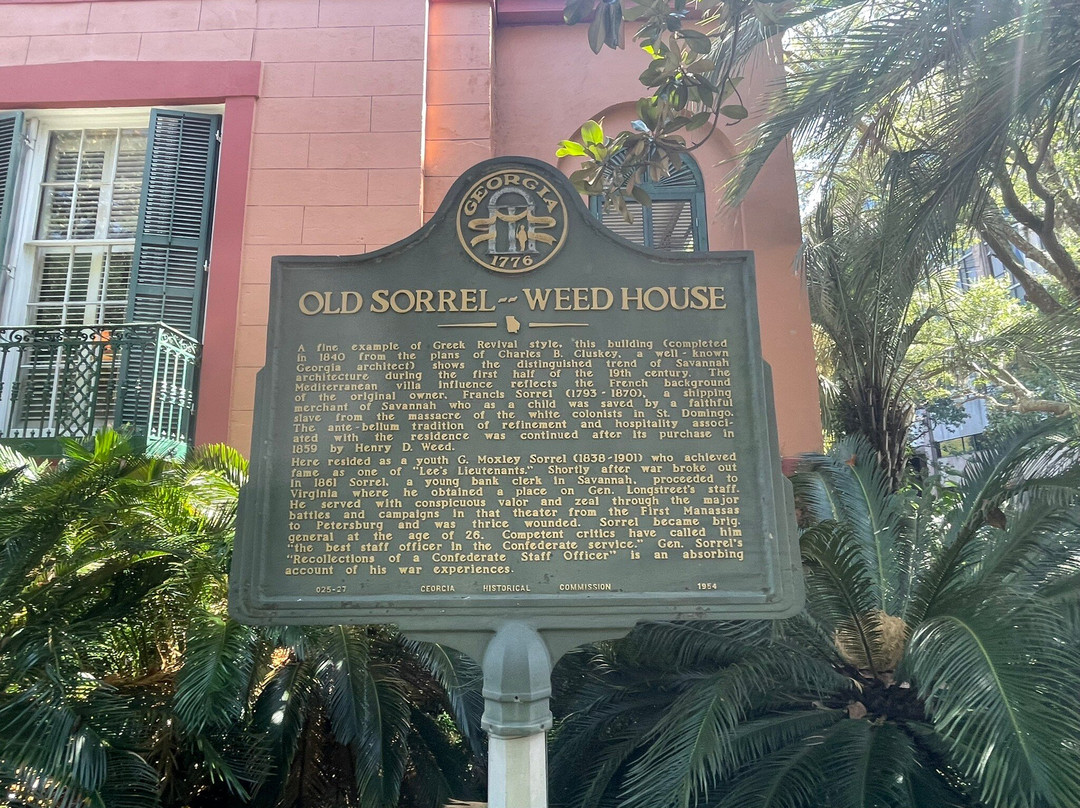 GEORGIA
1776
OLD SORREL--WEED HOUSE
A fine example of Greek Revival style, this building (completed
in 1840 from the plans of Charles B. Cluskey, a well-known
Georgia architect) shows the distinguished trend of Savannah
architecture during the first half of the 19th century. The
Mediterranean villa influence reflects the French background
of the original owner, Francis Sorrel (1793-1870), a shipping
merchant of Savannah who as a child was saved by a faithful
slave from the massacre of the white colonists in St. Domingo.
The ante-bellum tradition of refinement and hospitality associ-
ated with the residence was continued after its purchase in
1859 by Henry D. Weed.
Here resided as a youth G. Moxley Sorrel (1838-1901) who achieved
fame as one of "Lee's Lieutenants." Shortly after war broke out
in 1861 Sorrel, a young bank clerk in Savannah, proceeded to
Virginia where he obtained a place on Gen. Longstreet's staff.
He served with conspicuous valor and zeal through the major
battles and campaigns in that theater from the First Manassas
to Petersburg and was thrice wounded. Sorrel became brig.
general at the age of 26. Competent critics have called him
"the best staff officer in the Confederate service." Gen. Sorrel's
"Recollections of a Confederate Staff Officer" is an absorbing
account of his war experiences.
025-27 GEORGIA HISTORICAL COMMISSION 1954